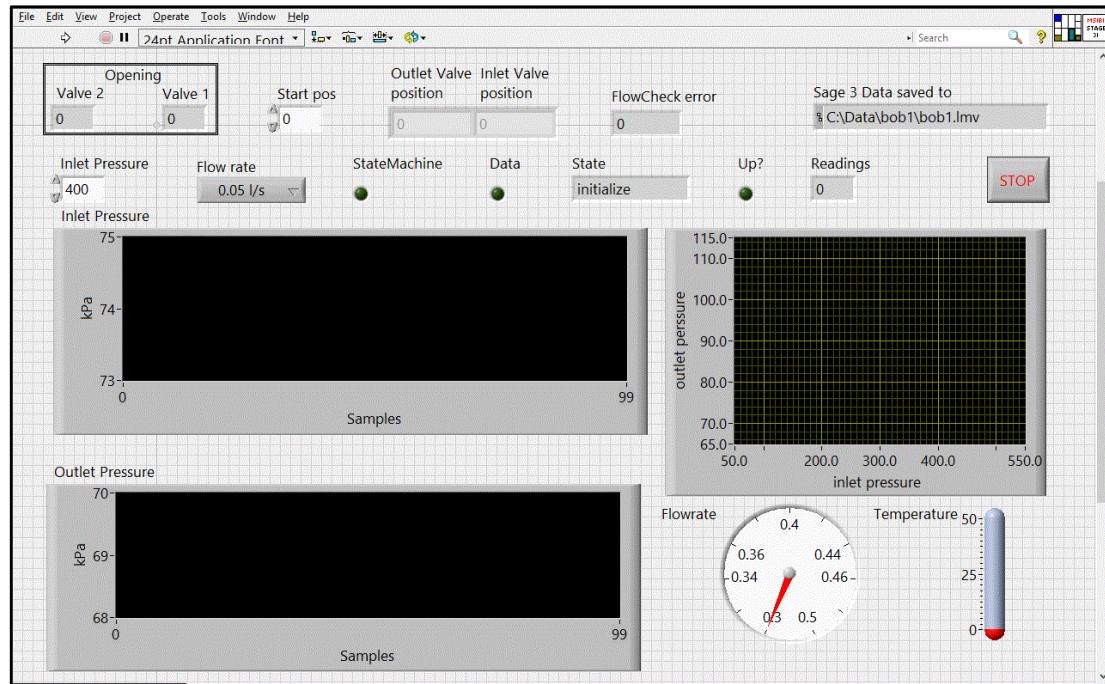 File Edit View Project Operate Tools Window Help
24pt Application Font
Search
MSIBI
STAGE
31
Opening
Valve 2 Valve 1
0 0
Start pos
0
Outlet Valve position
0
Inlet Valve position
0
FlowCheck error
0
Sage 3 Data saved to
C:\Data\bob1\bob1.lmv
Inlet Pressure
400
Flow rate
0.05 l/s
StateMachine
Data
State
initialize
Up?
Readings
0
STOP
Inlet Pressure
75
74
73
kPa
0 99
Samples
115.0
110.0
100.0
90.0
80.0
70.0
65.0
outlet perssure
50.0 200.0 300.0 400.0 550.0
inlet pressure
Outlet Pressure
70
69
68
kPa
0 99
Samples
Flowrate
0.4
0.36 0.44
0.34 0.46
0.3 0.5
Temperature
50
25
0